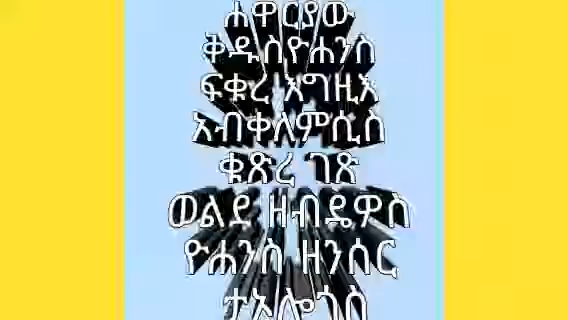 ሐዋርያው
ቅዱስዮሐንስ
ፍቁረ እግዚእ
አብቀለምሲስ
ቁጽረ ገጽ
ወልደ ዘብዴዎስ
ዮሐንስ ዘንሰር
ታኦሎጎስ